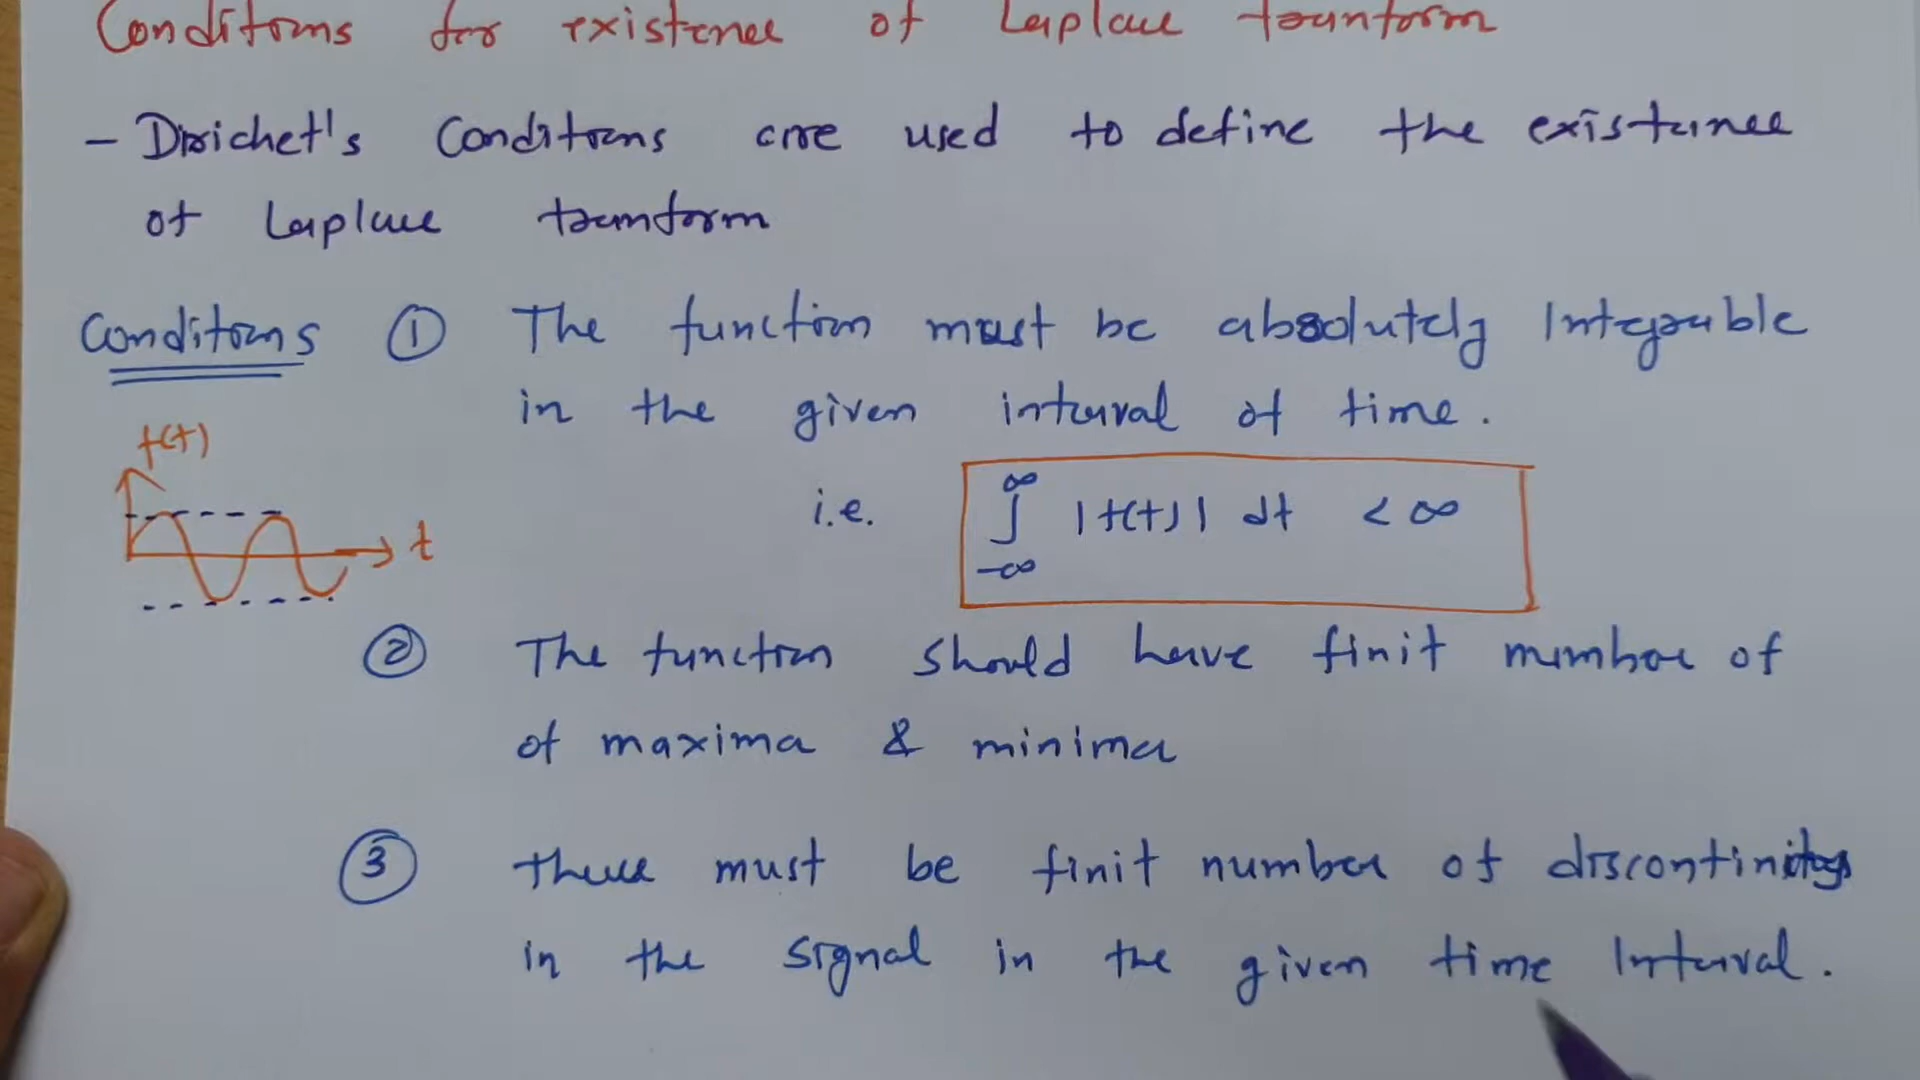 Conditions for existence of Laplace transform
- Dirichet's Conditions are used to define the existance
of Laplace transform
Conditions ① The function must be absolutely Integrable
in the given interval of time.
f(t)
t
i.e. ∫_{-∞}^{∞} |f(t)| dt < ∞
② The function should have finit number of
of maxima & minima
③ there must be finit number of discontinitys
in the signal in the given time Interval.